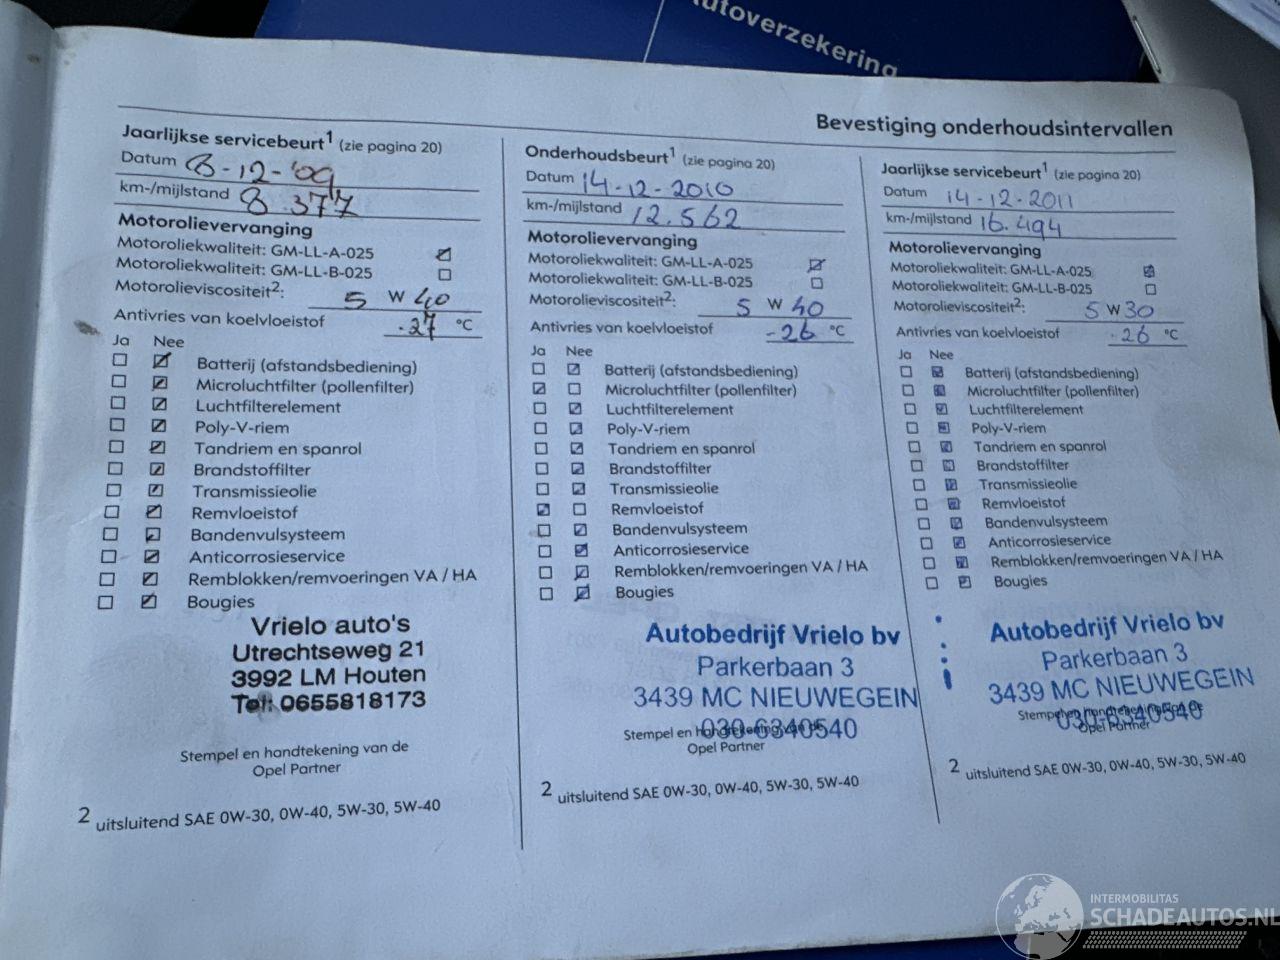 utoverzekering
Bevestiging onderhoudsintervallen
Jaarlijkse servicebeurt1 (zie pagina 20)
Datum 8-12-'09
km-/mijlstand 8.377
Motorolievervanging
Motoroliekwaliteit: GM-LL-A-025
Motoroliekwaliteit: GM-LL-B-025
Motorolieviscositeit2: 5 W 40
Antivries van koelvloeistof -27 °C
Ja Nee
Batterij (afstandsbediening)
Microluchtfilter (pollenfilter)
Luchtfilterelement
Poly-V-riem
Tandriem en spanrol
Brandstoffilter
Transmissieolie
Remvloeistof
Bandenvulsysteem
Anticorrosieservice
Remblokken/remvoeringen VA / HA
Bougies
Vrielo auto's
Utrechtseweg 21
3992 LM Houten
Tel: 0655818173
Stempel en handtekening van de
Opel Partner
2 uitsluitend SAE 0W-30, 0W-40, 5W-30, 5W-40
Onderhoudsbeurt1 (zie pagina 20)
Datum 14-12-2010
km-/mijlstand 12.562
Motorolievervanging
Motoroliekwaliteit: GM-LL-A-025
Motoroliekwaliteit: GM-LL-B-025
Motorolieviscositeit2: 5 W 40
Antivries van koelvloeistof -26 °C
Ja Nee
Batterij (afstandsbediening)
Microluchtfilter (pollenfilter)
Luchtfilterelement
Poly-V-riem
Tandriem en spanrol
Brandstoffilter
Transmissieolie
Remvloeistof
Bandenvulsysteem
Anticorrosieservice
Remblokken/remvoeringen VA / HA
Bougies
Autobedrijf Vrielo bv
Parkerbaan 3
3439 MC NIEUWEGEIN
030-6340540
Stempel en handtekening van de
Opel Partner
2 uitsluitend SAE 0W-30, 0W-40, 5W-30, 5W-40
Jaarlijkse servicebeurt1 (zie pagina 20)
Datum 14-12-2011
km-/mijlstand 16.494
Motorolievervanging
Motoroliekwaliteit: GM-LL-A-025
Motoroliekwaliteit: GM-LL-B-025
Motorolieviscositeit2: 5 W 30
Antivries van koelvloeistof -26 °C
Ja Nee
Batterij (afstandsbediening)
Microluchtfilter (pollenfilter)
Luchtfilterelement
Poly-V-riem
Tandriem en spanrol
Brandstoffilter
Transmissieolie
Remvloeistof
Bandenvulsysteem
Anticorrosieservice
Remblokken/remvoeringen VA / HA
Bougies
Autobedrijf Vrielo bv
Parkerbaan 3
3439 MC NIEUWEGEIN
030-6340540
Stempel en handtekening van de
Opel Partner
2 uitsluitend SAE 0W-30, 0W-40, 5W-30, 5W-40
INTERMOBILITAS
SCHADEAUTOS.NL